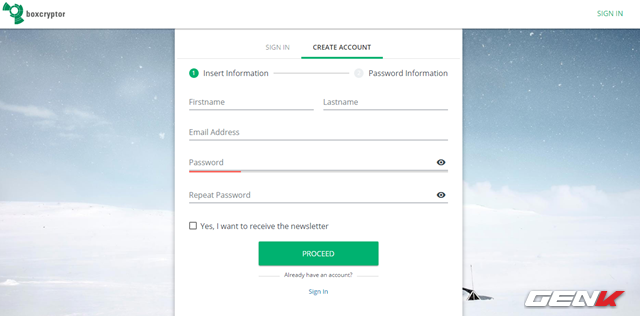 boxcryptor
SIGN IN
SIGN IN CREATE ACCOUNT
1 Insert Information Password Information
Firstname Lastname
Email Address
Password
Repeat Password
Yes, I want to receive the newsletter
PROCEED
Already have an account?
Sign In
GENK